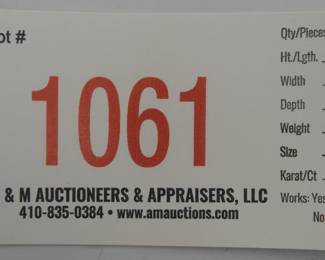 ot #
1061
& M AUCTIONEERS & APPRAISERS, LLC
410-835-0384 • www.amauctions.com
Qty/Pieces
Ht./Lgth.
Width
Depth
Weight
Size
Karat/Ct
Works: Yes
No